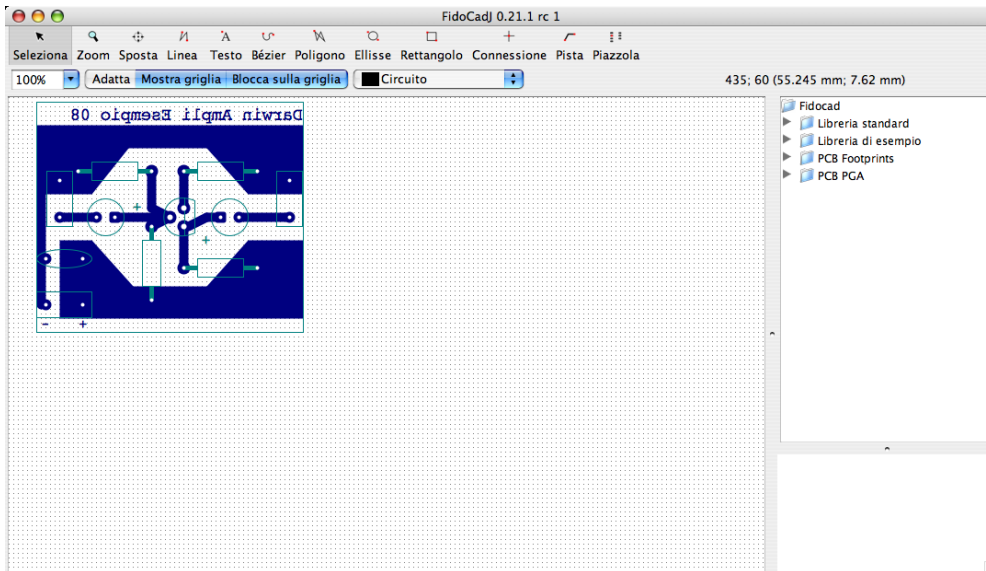 FidoCadJ 0.21.1 rc 1
Seleziona Zoom Sposta Linea Testo Bézier Poligono Ellisse Rettangolo Connessione Pista Piazzola
100% Adatta Mostra griglia Blocca sulla griglia Circuito 435; 60 (55.245 mm; 7.62 mm)
Darwin Ampli Esempio 08
+
+
- +
Fidocad
Libreria standard
Libreria di esempio
PCB Footprints
PCB PGA